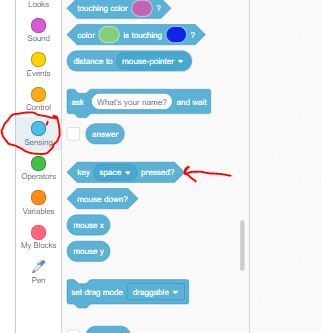 Looks
touching color ?
Sound
color is touching ?
Events
distance to mouse-pointer
Control
ask What's your name? and wait
Sensing
answer
Operators
key space pressed?
Variables
mouse down?
My Blocks
mouse x
mouse y
Pen
set drag mode draggable